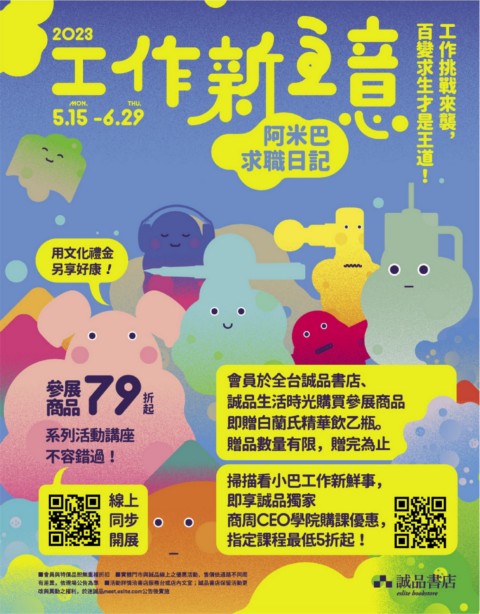 2023
工作新主意
MON. THU.
5.15 -6.29
阿米巴
求職日記
工作挑戰來襲，
百變求生才是王道！
用文化禮金
另享好康！
參展
商品79折起
系列活動講座
不容錯過！
會員於全台誠品書店、
誠品生活時光購買參展商品
即贈白蘭氏精華飲乙瓶。
贈品數量有限，贈完為止
線上
同步
開展
掃描看小巴工作新鮮事，
即享誠品獨家
商周CEO學院購課優惠，
指定課程最低5折起！
誠品書店
eslite bookstore